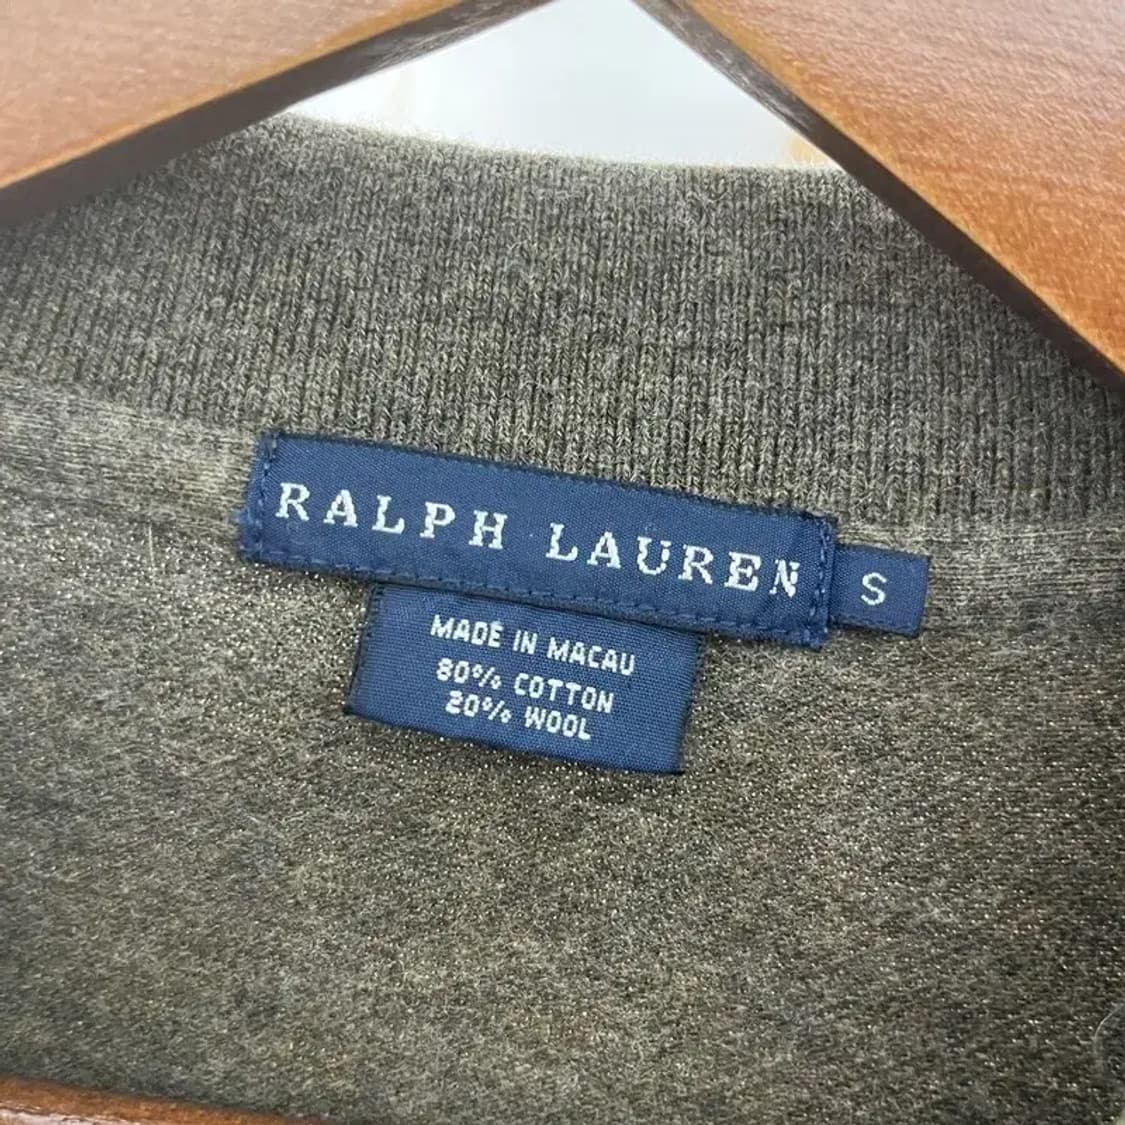 RALPH LAUREN
S
MADE IN MACAU
80% COTTON
20% WOOL